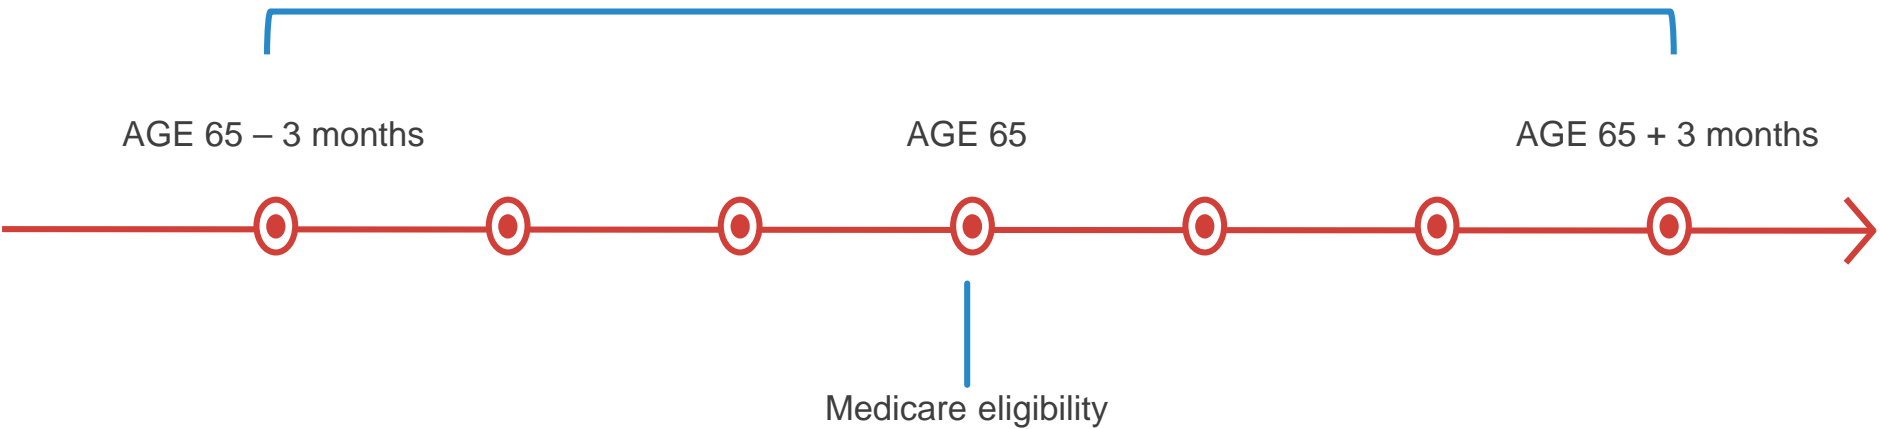 AGE 65 – 3 months
AGE 65
AGE 65 + 3 months
Medicare eligibility